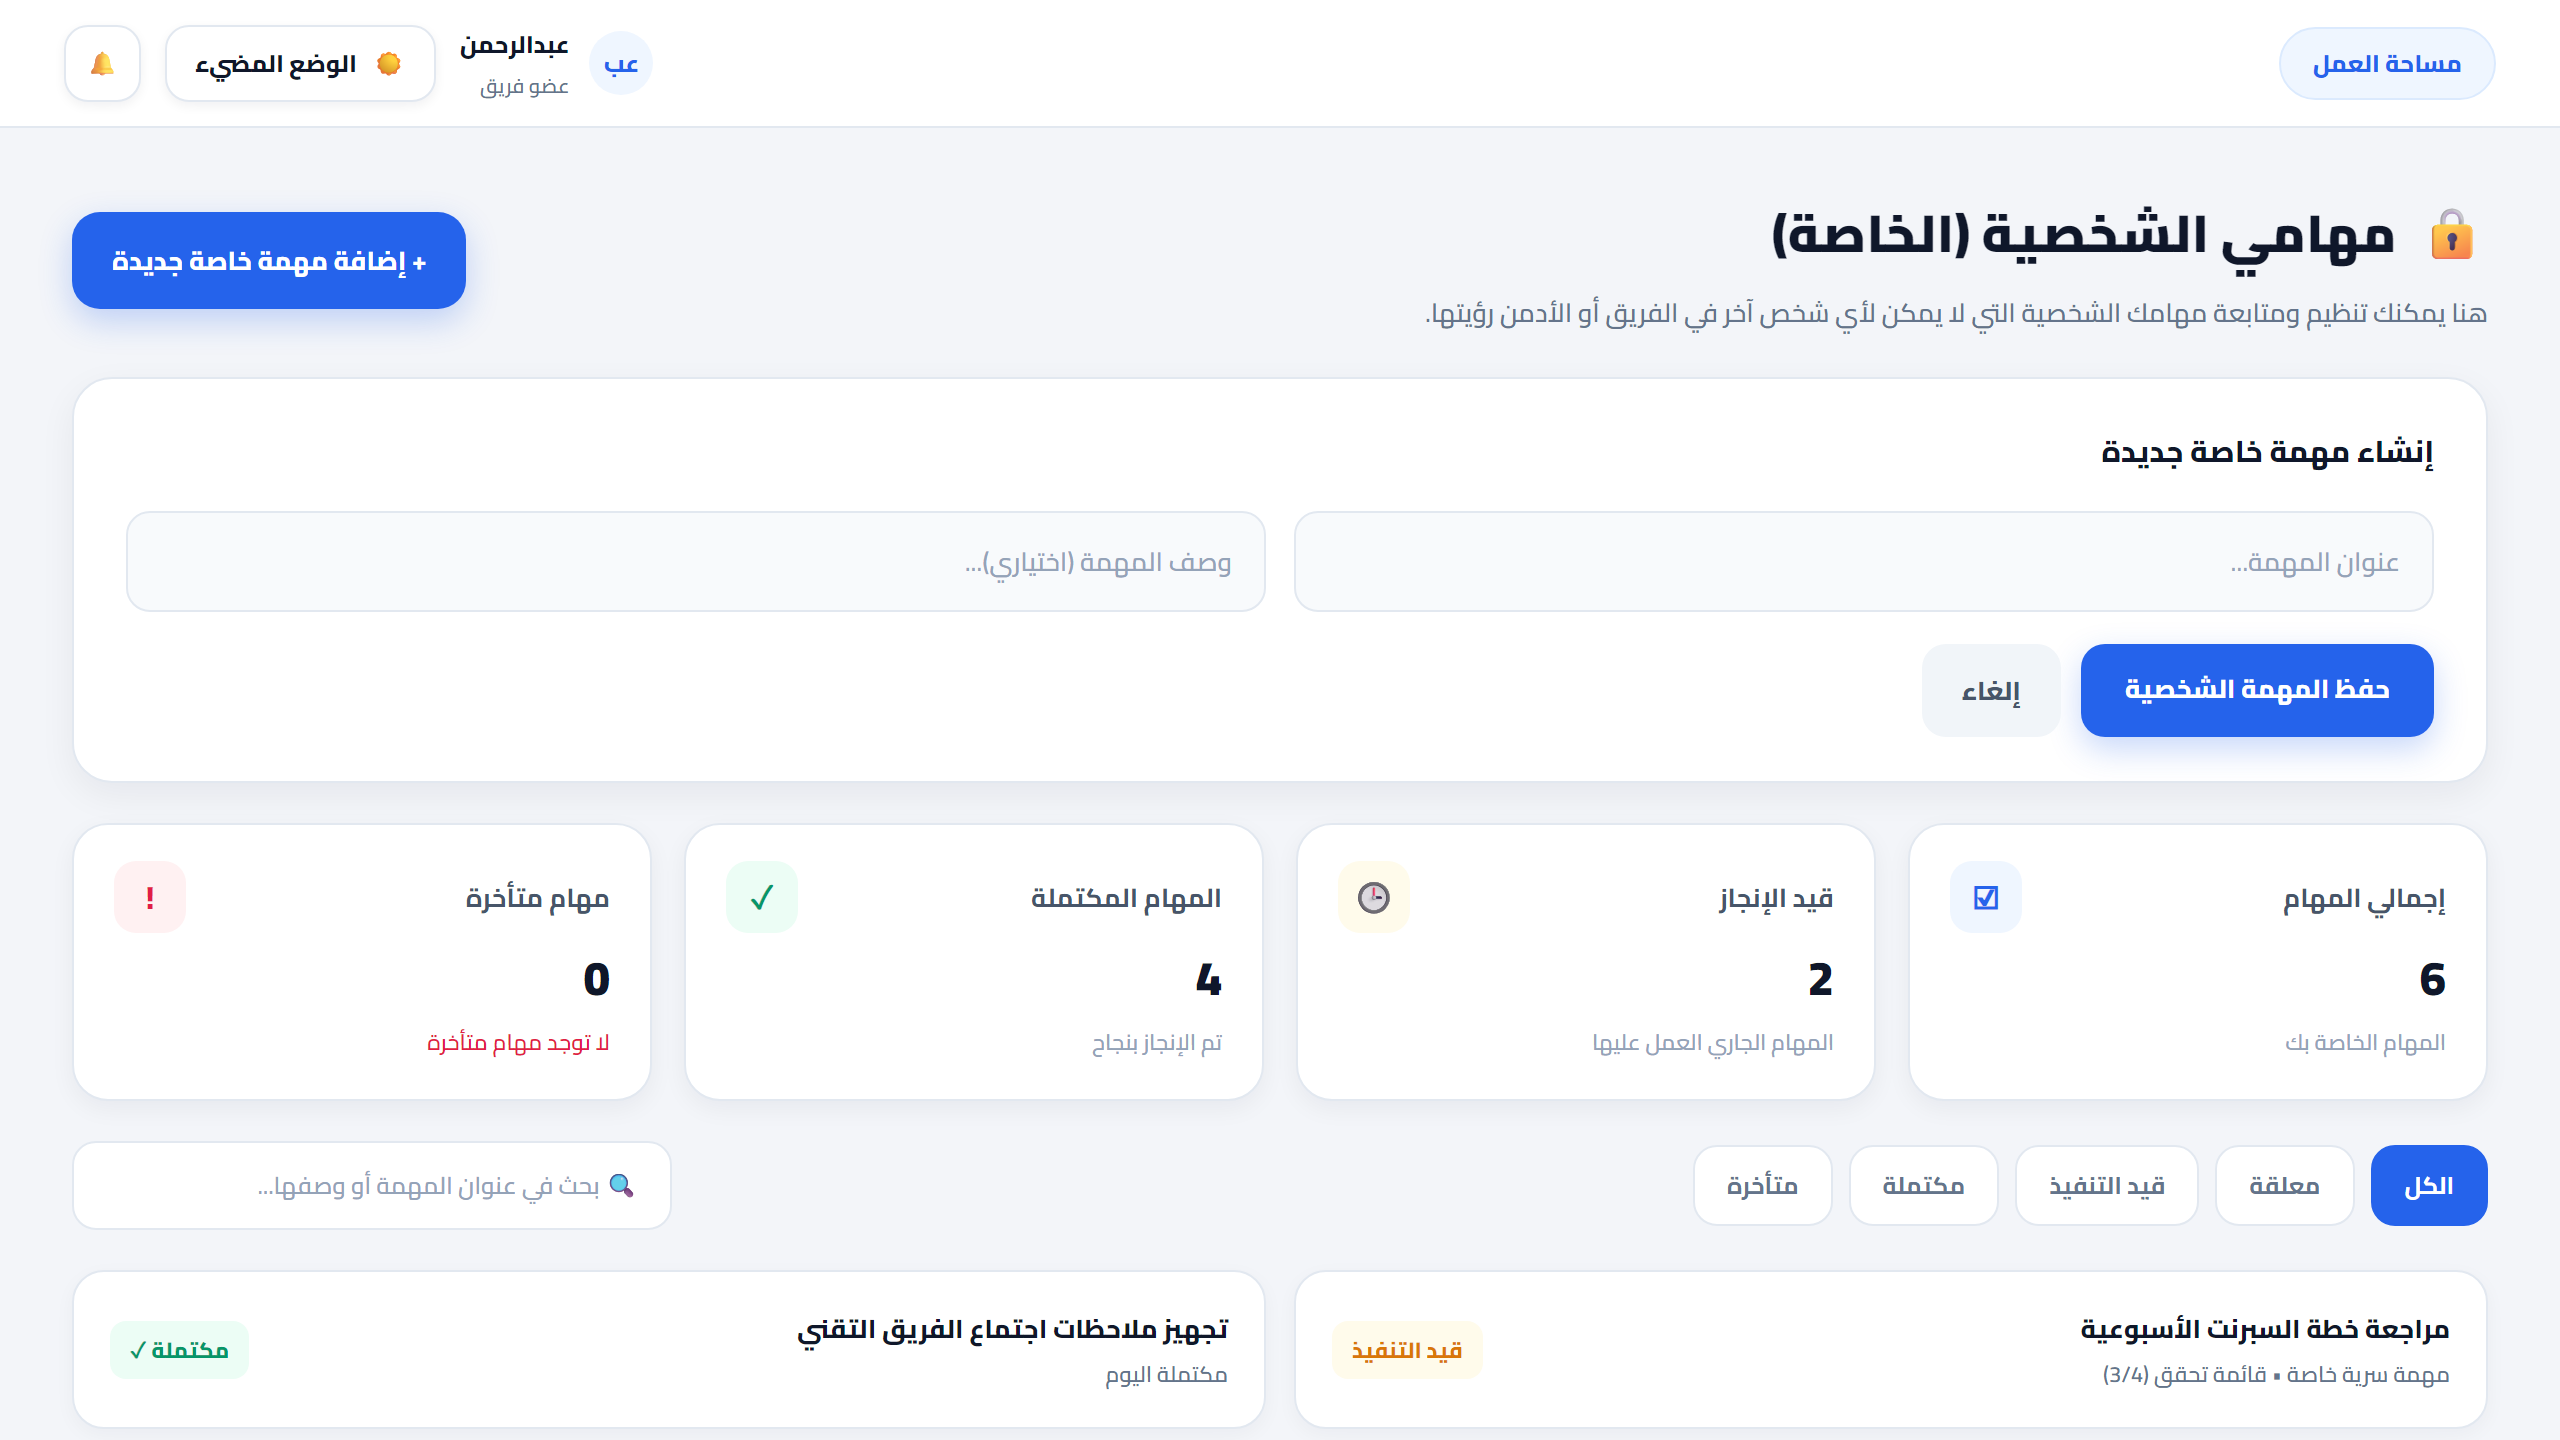 مساحة العمل
عب
عبدالرحمن
عضو فريق
الوضع المضيء
مهامي الشخصية (الخاصة)
هنا يمكنك تنظيم ومتابعة مهامك الشخصية التي لا يمكن لأي شخص آخر في الفريق أو الأدمن رؤيتها.
+ إضافة مهمة خاصة جديدة
إنشاء مهمة خاصة جديدة
عنوان المهمة...
وصف المهمة (اختياري)...
حفظ المهمة الشخصية
إلغاء
إجمالي المهام
6
المهام الخاصة بك
قيد الإنجاز
2
المهام الجاري العمل عليها
المهام المكتملة
✓
4
تم الإنجاز بنجاح
مهام متأخرة
!
0
لا توجد مهام متأخرة
الكل
معلقة
قيد التنفيذ
مكتملة
متأخرة
بحث في عنوان المهمة أو وصفها...
مراجعة خطة السبرنت الأسبوعية
مهمة سرية خاصة • قائمة تحقق (3/4)
قيد التنفيذ
تجهيز ملاحظات اجتماع الفريق التقني
مكتملة اليوم
مكتملة ✓